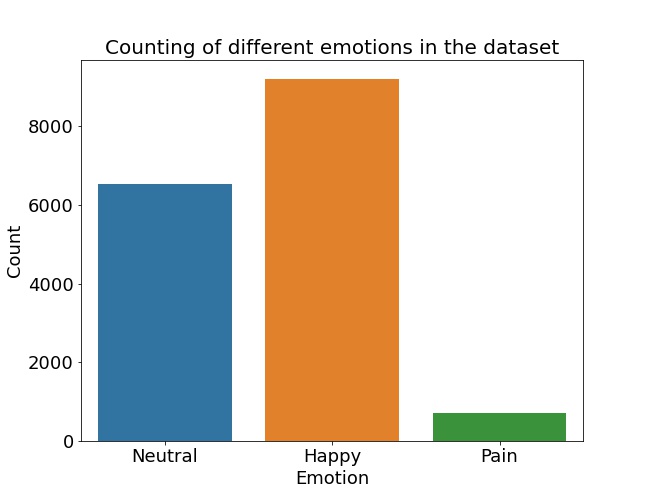 Counting of different emotions in the dataset
8000
6000
4000
2000
0
Count
Neutral
Happy
Pain
Emotion